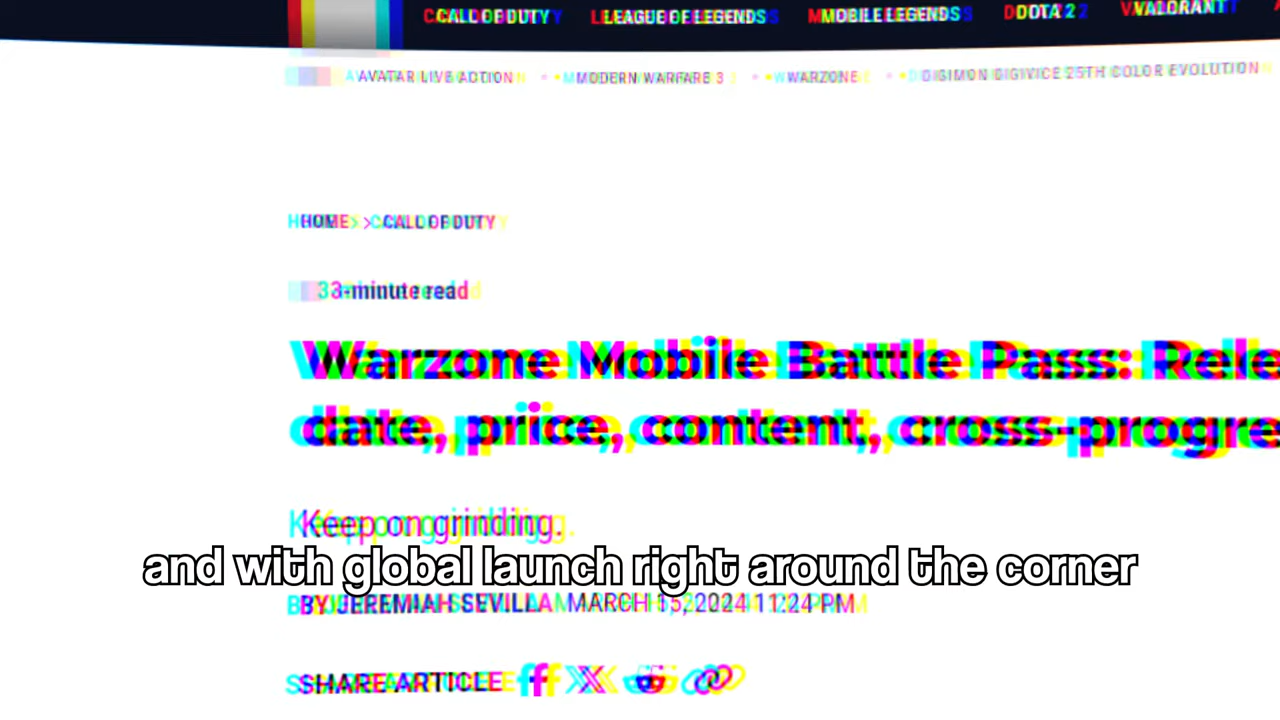 CALL OF DUTY LEAGUE OF LEGENDS MOBILE LEGENDS DOTA 2 VALORANT
AVATAR LIVE ACTION • MODERN WARFARE 3 • WARZONE • DIGIMON DIGIVICE 25TH COLOR EVOLUTION
HOME > CALL OF DUTY
3-minute read
Warzone Mobile Battle Pass: Rele
date, price, content, cross-progre
Keep on grinding.
and with global launch right around the corner
BY JEREMIAH SEVILLA MARCH 15, 2024 11:24 PM
SHARE ARTICLE